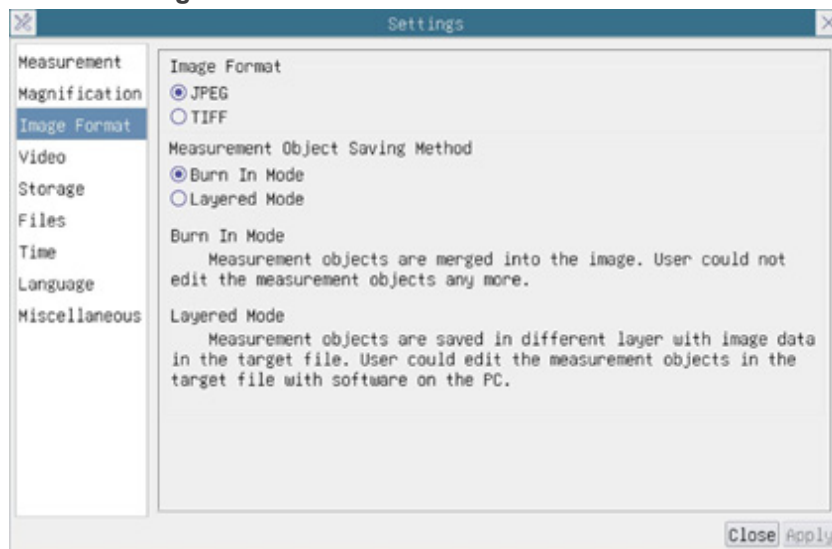 Settings
Measurement
Magnification
Image Format
Video
Storage
Files
Time
Language
Miscellaneous
Image Format
JPEG
TIFF
Measurement Object Saving Method
Burn In Mode
Layered Mode
Burn In Mode
Measurement objects are merged into the image. User could not
edit the measurement objects any more.
Layered Mode
Measurement objects are saved in different layer with image data
in the target file. User could edit the measurement objects in the
target file with software on the PC.
Close Apply